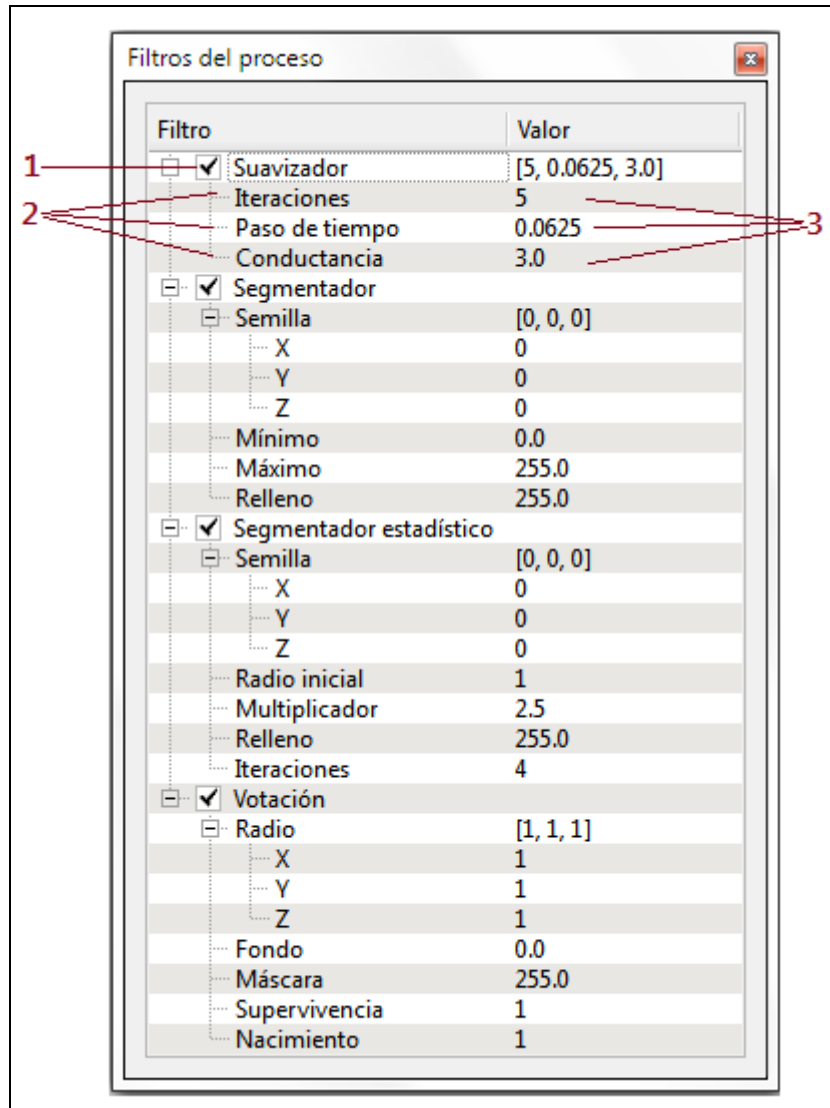 Filtros del proceso
Filtro Valor
1 Suavizador [5, 0.0625, 3.0]
Iteraciones 5
2 Paso de tiempo 0.0625 3
Conductancia 3.0
Segmentador
Semilla [0, 0, 0]
X 0
Y 0
Z 0
Mínimo 0.0
Máximo 255.0
Relleno 255.0
Segmentador estadístico
Semilla [0, 0, 0]
X 0
Y 0
Z 0
Radio inicial 1
Multiplicador 2.5
Relleno 255.0
Iteraciones 4
Votación
Radio [1, 1, 1]
X 1
Y 1
Z 1
Fondo 0.0
Máscara 255.0
Supervivencia 1
Nacimiento 1